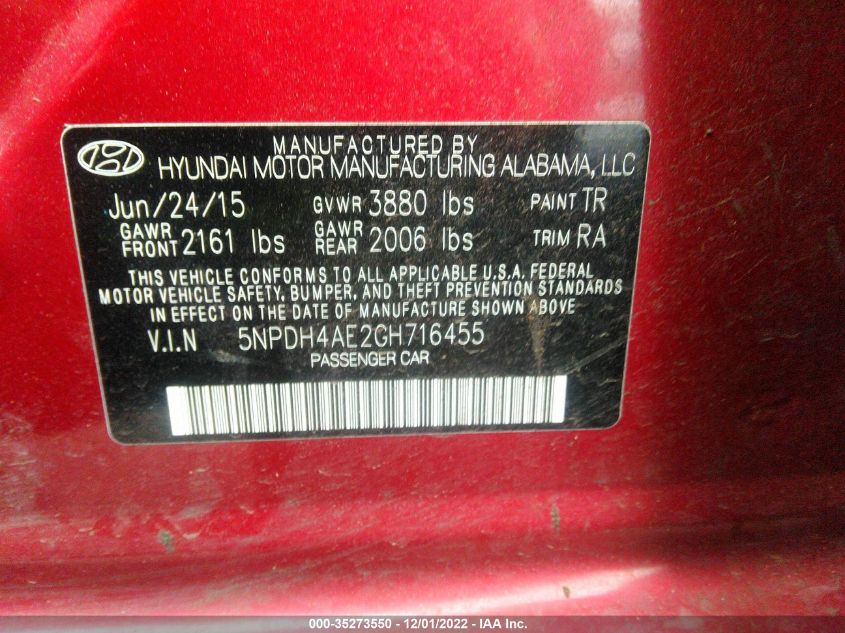 MANUFACTURED BY
HYUNDAI MOTOR MANUFACTURING ALABAMA, LLC
Jun/24/15 GVWR 3880 lbs PAINT TR
GAWR FRONT 2161 lbs GAWR REAR 2006 lbs TRIM RA
THIS VEHICLE CONFORMS TO ALL APPLICABLE U.S.A. FEDERAL
MOTOR VEHICLE SAFETY, BUMPER, AND THEFT PREVENTION STANDARDS
IN EFFECT ON THE DATE OF MANUFACTURE SHOWN ABOVE.
V.I.N 5NPDH4AE2GH716455
PASSENGER CAR
000-35273550 - 12/01/2022 - IAA Inc.